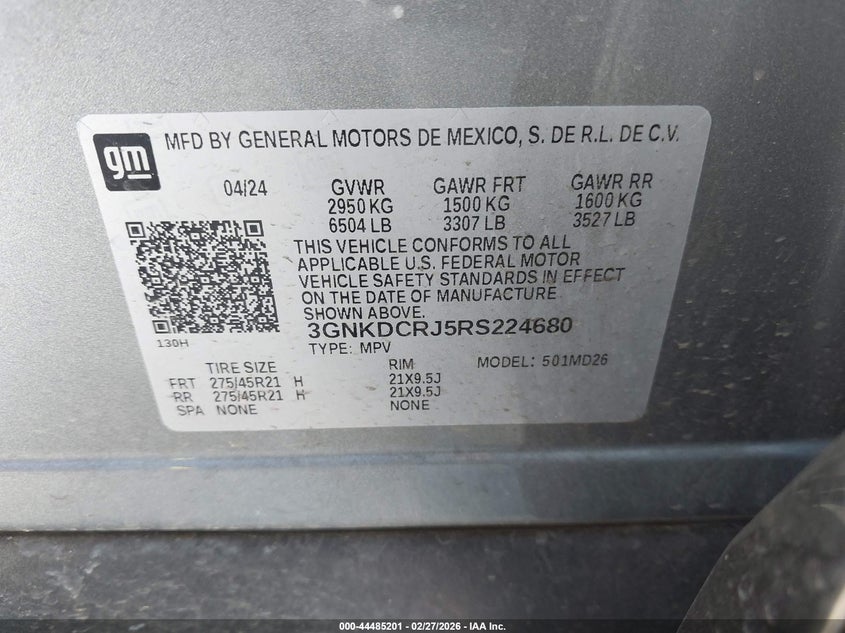 gm
MFD BY GENERAL MOTORS DE MEXICO, S. DE R.L. DE C.V.
04/24 GVWR GAWR FRT GAWR RR
2950 KG 1500 KG 1600 KG
6504 LB 3307 LB 3527 LB
THIS VEHICLE CONFORMS TO ALL
APPLICABLE U.S. FEDERAL MOTOR
VEHICLE SAFETY STANDARDS IN EFFECT
ON THE DATE OF MANUFACTURE
SHOWN ABOVE.
3GNKDCRJ5RS224680
130H
TYPE: MPV
TIRE SIZE RIM MODEL: 501MD26
FRT 275/45R21 H 21X9.5J
RR 275/45R21 H 21X9.5J
SPA NONE NONE
000-44485201 - 02/27/2026 - IAA Inc.